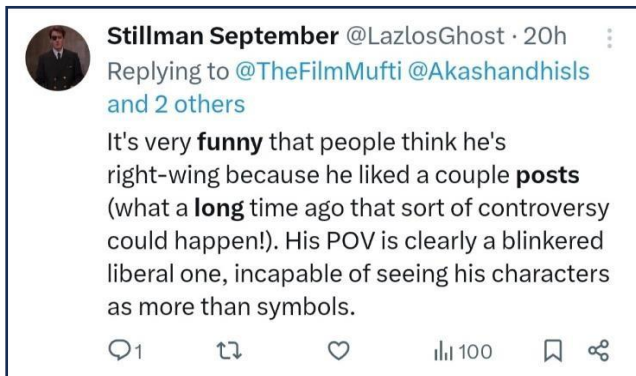 Stillman September @LazlosGhost · 20h
Replying to @TheFilmMufti @Akashandhisls
and 2 others
It's very funny that people think he's
right-wing because he liked a couple posts
(what a long time ago that sort of controversy
could happen!). His POV is clearly a blinkered
liberal one, incapable of seeing his characters
as more than symbols.
1 100